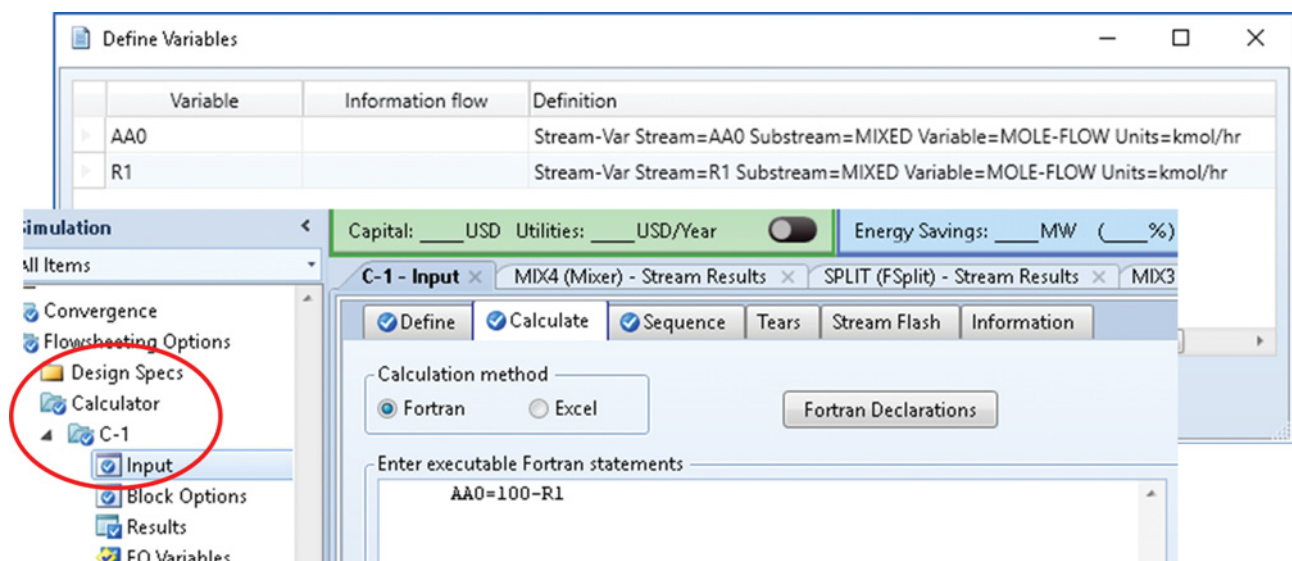 Define Variables
Variable Information flow Definition
AA0 Stream-Var Stream=AA0 Substream=MIXED Variable=MOLE-FLOW Units=kmol/hr
R1 Stream-Var Stream=R1 Substream=MIXED Variable=MOLE-FLOW Units=kmol/hr
Simulation
All Items
Convergence
Flowsheeting Options
Design Specs
Calculator
C-1
Input
Block Options
Results
EO Variables
Capital: ____USD Utilities: ____USD/Year Energy Savings: ____MW (____%)
C-1 - Input MIX4 (Mixer) - Stream Results SPLIT (FSplit) - Stream Results MIX3
Define Calculate Sequence Tears Stream Flash Information
Calculation method
Fortran Excel Fortran Declarations
Enter executable Fortran statements
AA0=100-R1